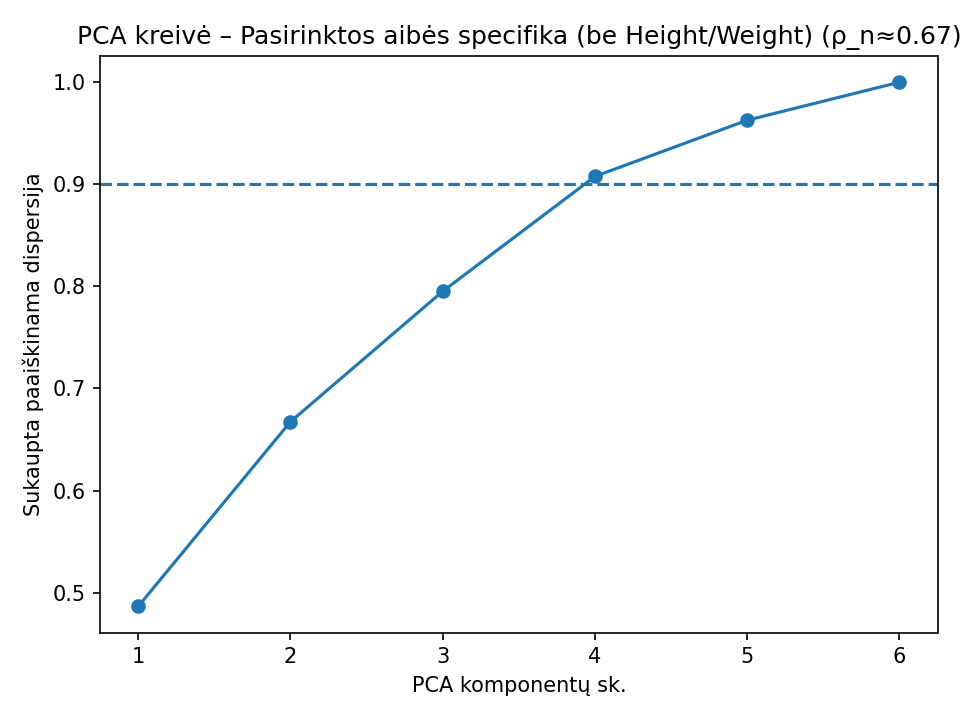 PCA kreivė – Pasirinktos aibės specifika (be Height/Weight) (ρ_n≈0.67)
Sukaupta paaiškinama dispersija
1.0
0.9
0.8
0.7
0.6
0.5
1 2 3 4 5 6
PCA komponentų sk.